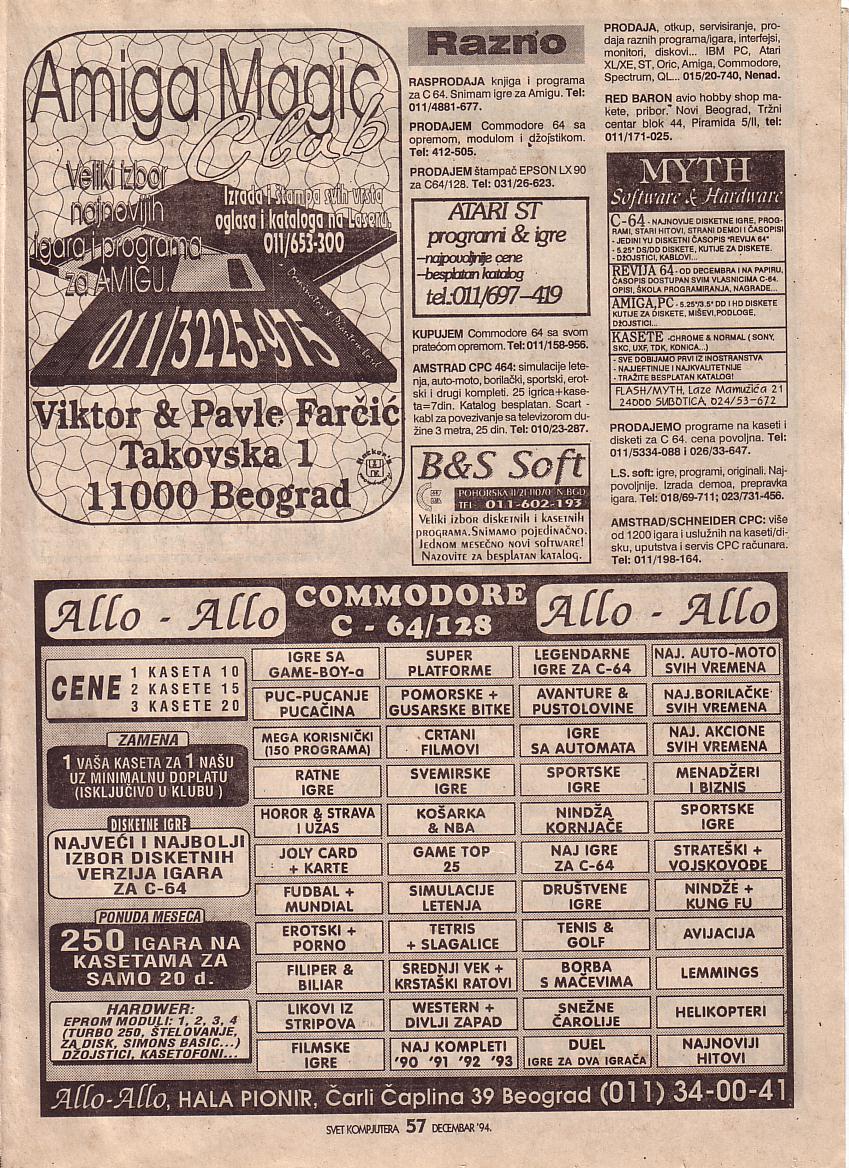 Amiga Magic
Club
Veliki izbor
najnovijih
igara i programa
za AMIGU.
Izrada i štampa svih vrsta
oglasa i kataloga na Laseru.
011/653-300
011/3225-975
Viktor & Pavle Farčić
Takovska 1
11000 Beograd
Razno
RASPRODAJA knjiga i programa
za C 64. Snimam igre za Amigu. Tel:
011/4881-677.
PRODAJEM Commodore 64 sa
opremom, modulom i džojstikom.
Tel: 412-505.
PRODAJEM štampač EPSON LX 90
za C64/128. Tel: 031/26-623.
ATARI ST
programi & igre
-najpovoljnije cene
-besplatan katalog
tel:011/697-419
KUPUJEM Commodore 64 sa svom
pratećom opremom. Tel: 011/158-956.
AMSTRAD CPC 464: simulacije lete-
nja, auto-moto, borilački, sportski, erot-
ski i drugi kompleti. 25 igrica+kase-
ta=7din. Katalog besplatan. Scart -
kabl za povezivanje sa televizorom du-
žine 3 metra, 25 din. Tel: 010/23-287.
B&S Soft
POHORSKA 11/21 110/0 N.BGD
TEL: 011-602-193
Veliki izbor disketnih i kasetnih
programa. Snimamo pojedinačno.
Jednom mesečno novi software!
Nazovite za besplatan katalog.
PRODAJA, otkup, servisiranje, pro-
daja raznih programa/igara, interfejsi,
monitori, diskovi... IBM PC, Atari
XL/XE, ST, Oric, Amiga, Commodore,
Spectrum, QL... 015/20-740, Nenad.
RED BARON avio hobby shop ma-
kete, pribor. Novi Beograd, Tržni
centar blok 44, Piramida 5/II, tel:
011/171-025.
MYTH
Software & Hardware
C-64 - NAJNOVIJE DISKETNE IGRE, PROG-
RAMI, STARI HITOVI, STRANI DEMOI I ČASOPISI
- JEDINI YU DISKETNI ČASOPIS "REVIJA 64"
- 5.25" DS/DD DISKETE, KUTIJE ZA DISKETE.
- DŽOJSTICI, KABLOVI...
REVIJA 64 - OD DECEMBRA I NA PAPIRU,
ČASOPIS DOSTUPAN SVIM VLASNICIMA C-64.
OPISI, ŠKOLA PROGRAMIRANJA, NAGRADE...
AMIGA,PC - 5.25"/3.5" DD I HD DISKETE
KUTIJE ZA DISKETE, MIŠEVI,PODLOGE,
DŽOJSTICI...
KASETE -CHROME & NORMAL ( SONY,
SKC, UXF, TDK, KONICA...)
- SVE DOBIJAMO PRVI IZ INOSTRANSTVA
- NAJJEFTINIJE I NAJKVALITETNIJE
- TRAŽITE BESPLATAN KATALOG!
FLASH/MYTH, Laze Mamužića 21
24000 SUBOTICA, 024/53-672
PRODAJEMO programe na kaseti i
disketi za C 64. cena povoljna. Tel:
011/5334-088 i 026/33-647.
L.S. soft: igre, programi, originali. Naj-
povoljnije. Izrada demoa, prepravka
igara. Tel: 018/69-711; 023/731-456.
AMSTRAD/SCHNEIDER CPC: više
od 1200 igara i uslužnih na kaseti/di-
sku, uputstva i servis CPC računara.
Tel: 011/198-164.
Allo - Allo
COMMODORE
C - 64/128
Allo - Allo
CENE
1 KASETA 10
2 KASETE 15
3 KASETE 20
ZAMENA
1 VAŠA KASETA ZA 1 NAŠU
UZ MINIMALNU DOPLATU
(ISKLJUČIVO U KLUBU )
DISKETNE IGRE
NAJVEĆI I NAJBOLJI
IZBOR DISKETNIH
VERZIJA IGARA
ZA C-64
PONUDA MESECA
250 IGARA NA
KASETAMA ZA
SAMO 20 d.
HARDWER:
EPROM MODULI: 1, 2, 3, 4
(TURBO 250, ŠTELOVANJE,
ZA DISK, SIMONS BASIC...)
DŽOJSTICI, KASETOFONI...
IGRE SA
GAME-BOY-a
SUPER
PLATFORME
LEGENDARNE
IGRE ZA C-64
NAJ. AUTO-MOTO
SVIH VREMENA
PUC-PUCANJE
PUCAČINA
POMORSKE +
GUSARSKE BITKE
AVANTURE &
PUSTOLOVINE
NAJ.BORILAČKE
SVIH VREMENA
MEGA KORISNIČKI
(150 PROGRAMA)
CRTANI
FILMOVI
IGRE
SA AUTOMATA
NAJ. AKCIONE
SVIH VREMENA
RATNE
IGRE
SVEMIRSKE
IGRE
SPORTSKE
IGRE
MENADŽERI
I BIZNIS
HOROR & STRAVA
I UŽAS
KOŠARKA
& NBA
NINDŽA
KORNJAČE
SPORTSKE
IGRE
JOLY CARD
+ KARTE
GAME TOP
25
NAJ IGRE
ZA C-64
STRATEŠKI +
VOJSKOVOĐE
FUDBAL +
MUNDIAL
SIMULACIJE
LETENJA
DRUŠTVENE
IGRE
NINDŽE +
KUNG FU
EROTSKI +
PORNO
TETRIS
+ SLAGALICE
TENIS &
GOLF
AVIJACIJA
FILIPER &
BILIAR
SREDNJI VEK +
KRSTAŠKI RATOVI
BORBA
S MAČEVIMA
LEMMINGS
LIKOVI IZ
STRIPOVA
WESTERN +
DIVLJI ZAPAD
SNEŽNE
ČAROLIJE
HELIKOPTERI
FILMSKE
IGRE
NAJ KOMPLETI
'90 '91 '92 '93
DUEL
IGRE ZA DVA IGRAČA
NAJNOVIJI
HITOVI
Allo-Allo, HALA PIONIR, Čarli Čaplina 39 Beograd (011) 34-00-41
SVET KOMPJUTERA 57 DECEMBAR '94.